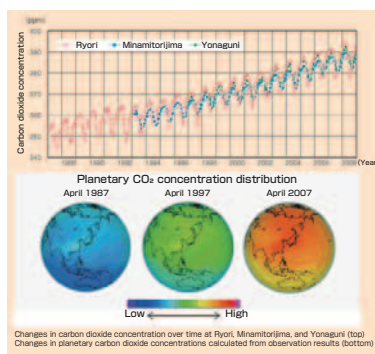 (ppm)
Ryori Minamitorijima Yonaguni
Carbon dioxide concentration
340
(Year)
Planetary CO₂ concentration distribution
April 1987 April 1997 April 2007
Low High
Changes in carbon dioxide concentration over time at Ryori, Minamitorijima, and Yonaguni (top)
Changes in planetary carbon dioxide concentrations calculated from observation results (bottom)